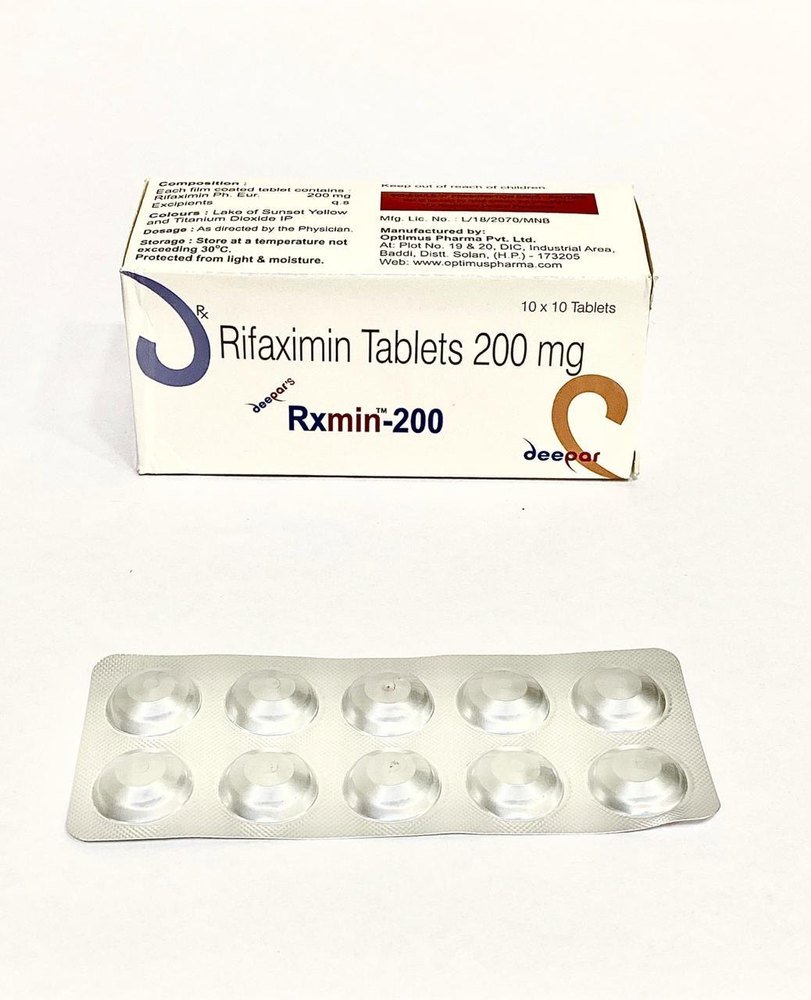 Composition :
Each film coated tablet contains :
Rifaximin Ph. Eur. 200 mg
Excipients q.s
Colours : Lake of Sunset Yellow
and Titanium Dioxide IP
Dosage : As directed by the Physician.
Storage : Store at a temperature not
exceeding 30°C.
Protected from light & moisture.
Keep out of reach of children.
Mfg. Lic. No. : L/18/2070/MNB
Manufactured by:
Optimus Pharma Pvt. Ltd.
At: Plot No. 19 & 20, DIC, Industrial Area,
Baddi, Distt. Solan, (H.P.) - 173205
Web: www.optimuspharma.com
10 x 10 Tablets
Rx
Rifaximin Tablets 200 mg
deepar's
Rxmin™-200
deepar